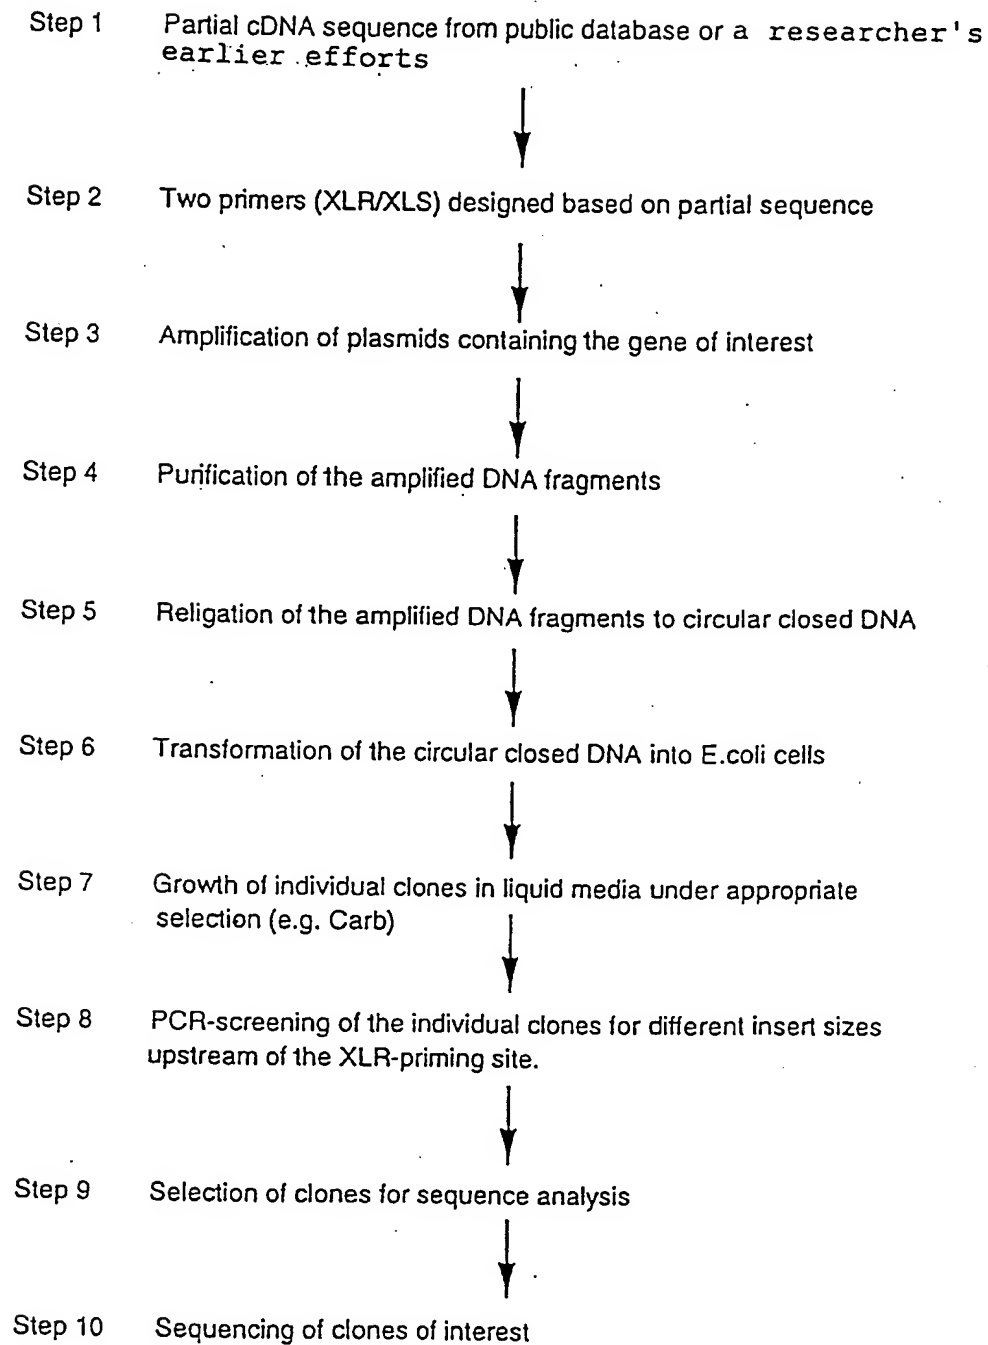 Step 1 Partial cDNA sequence from public database or a researcher's
earlier efforts
Step 2 Two primers (XLR/XLS) designed based on partial sequence
Step 3 Amplification of plasmids containing the gene of interest
Step 4 Purification of the amplified DNA fragments
Step 5 Religation of the amplified DNA fragments to circular closed DNA
Step 6 Transformation of the circular closed DNA into E.coli cells
Step 7 Growth of individual clones in liquid media under appropriate
selection (e.g. Carb)
Step 8 PCR-screening of the individual clones for different insert sizes
upstream of the XLR-priming site.
Step 9 Selection of clones for sequence analysis
Step 10 Sequencing of clones of interest